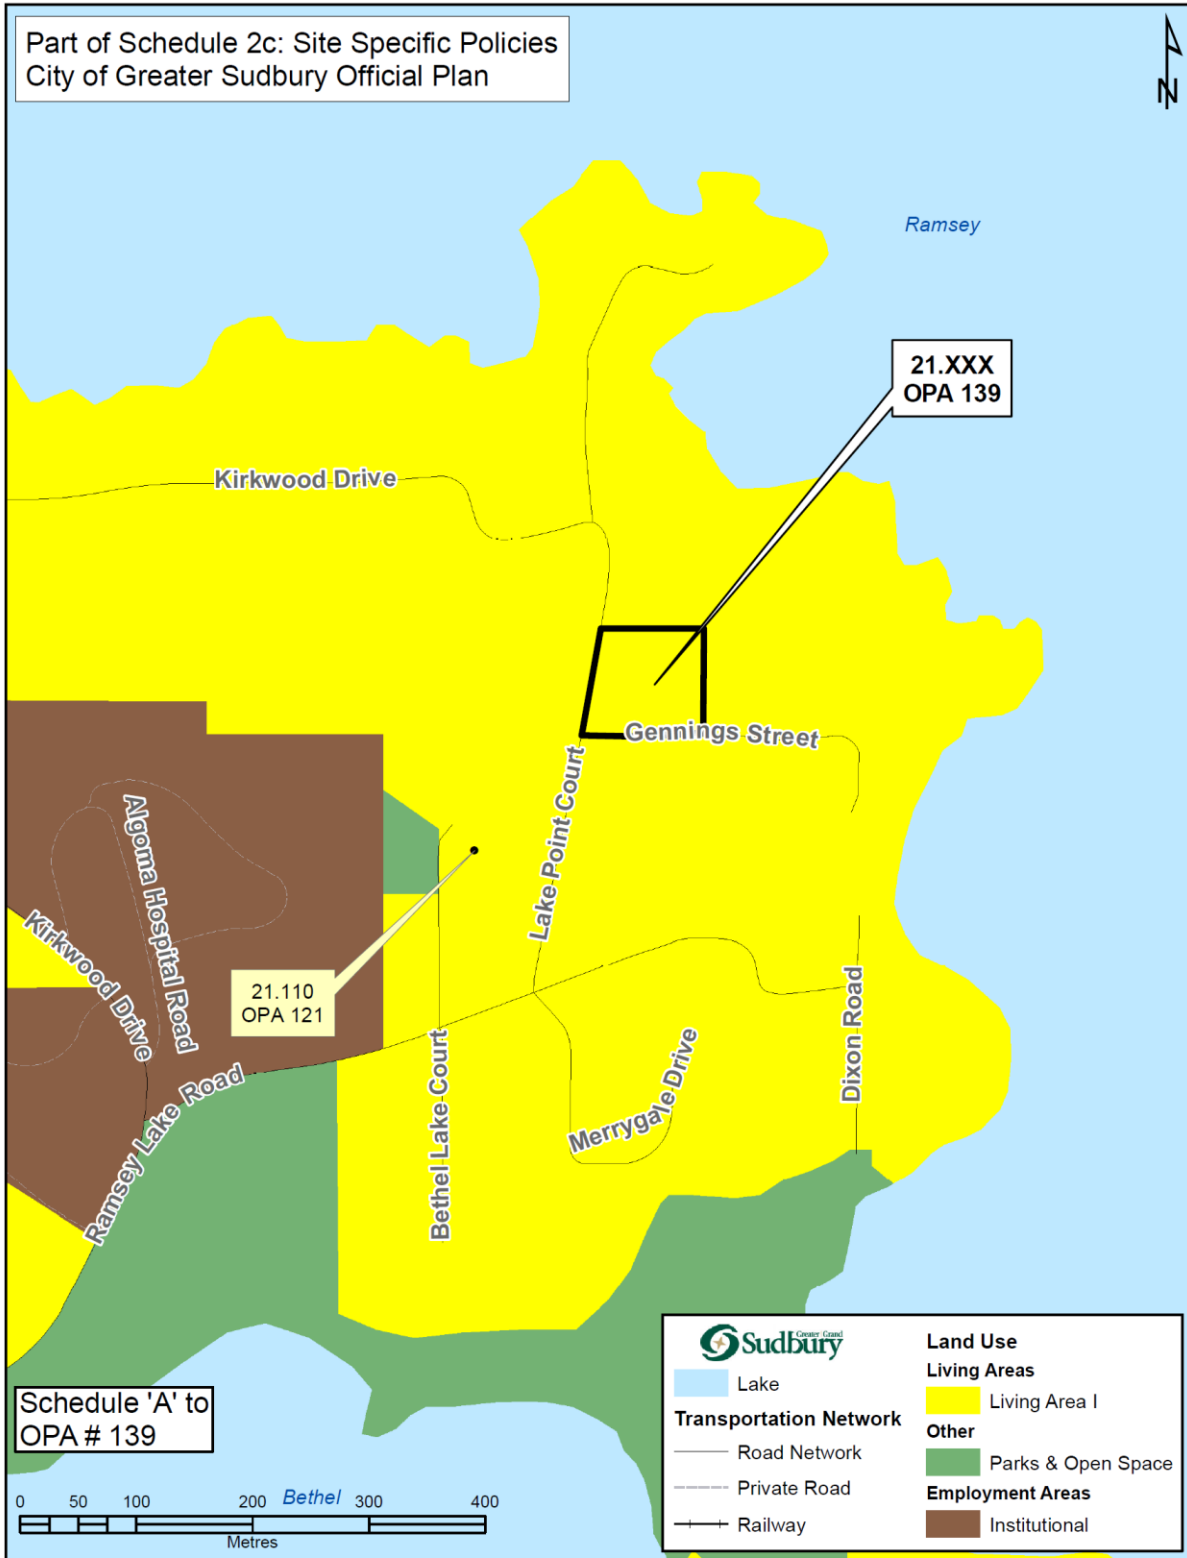 Part of Schedule 2c: Site Specific Policies
City of Greater Sudbury Official Plan
N
Ramsey
21.XXX
OPA 139
Kirkwood Drive
Gennings Street
Lake Point Court
Algoma Hospital Road
Kirkwood Drive
21.110
OPA 121
Ramsey Lake Road
Bethel Lake Court
Merrygale Drive
Dixon Road
Schedule 'A' to
OPA # 139
Bethel
0 50 100 200 300 400
Metres
Greater Grand
Sudbury
Lake
Transportation Network
Road Network
Private Road
Railway
Land Use
Living Areas
Living Area I
Other
Parks & Open Space
Employment Areas
Institutional